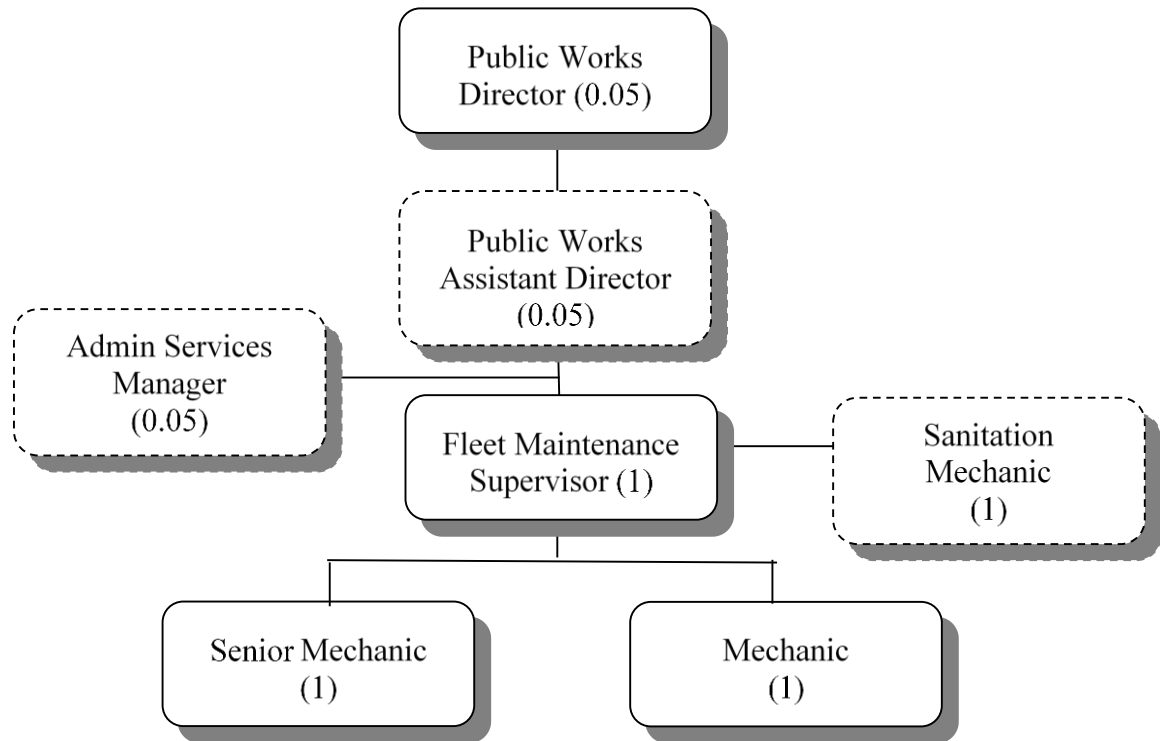 Public Works
Director (0.05)
Public Works
Assistant Director
(0.05)
Admin Services
Manager
(0.05)
Fleet Maintenance
Supervisor (1)
Sanitation
Mechanic
(1)
Senior Mechanic
(1)
Mechanic
(1)